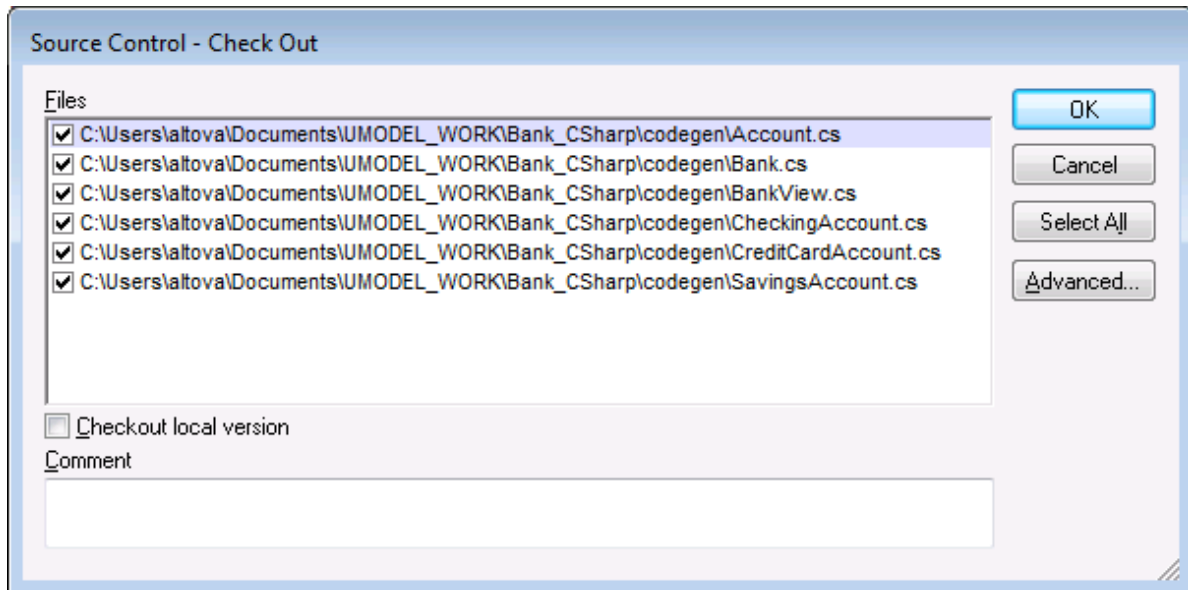 Source Control - Check Out
Files
C:\Users\altova\Documents\UMODEL_WORK\Bank_CSharp\codegen\Account.cs
C:\Users\altova\Documents\UMODEL_WORK\Bank_CSharp\codegen\Bank.cs
C:\Users\altova\Documents\UMODEL_WORK\Bank_CSharp\codegen\BankView.cs
C:\Users\altova\Documents\UMODEL_WORK\Bank_CSharp\codegen\CheckingAccount.cs
C:\Users\altova\Documents\UMODEL_WORK\Bank_CSharp\codegen\CreditCardAccount.cs
C:\Users\altova\Documents\UMODEL_WORK\Bank_CSharp\codegen\SavingsAccount.cs
Checkout local version
Comment
OK
Cancel
Select All
Advanced...